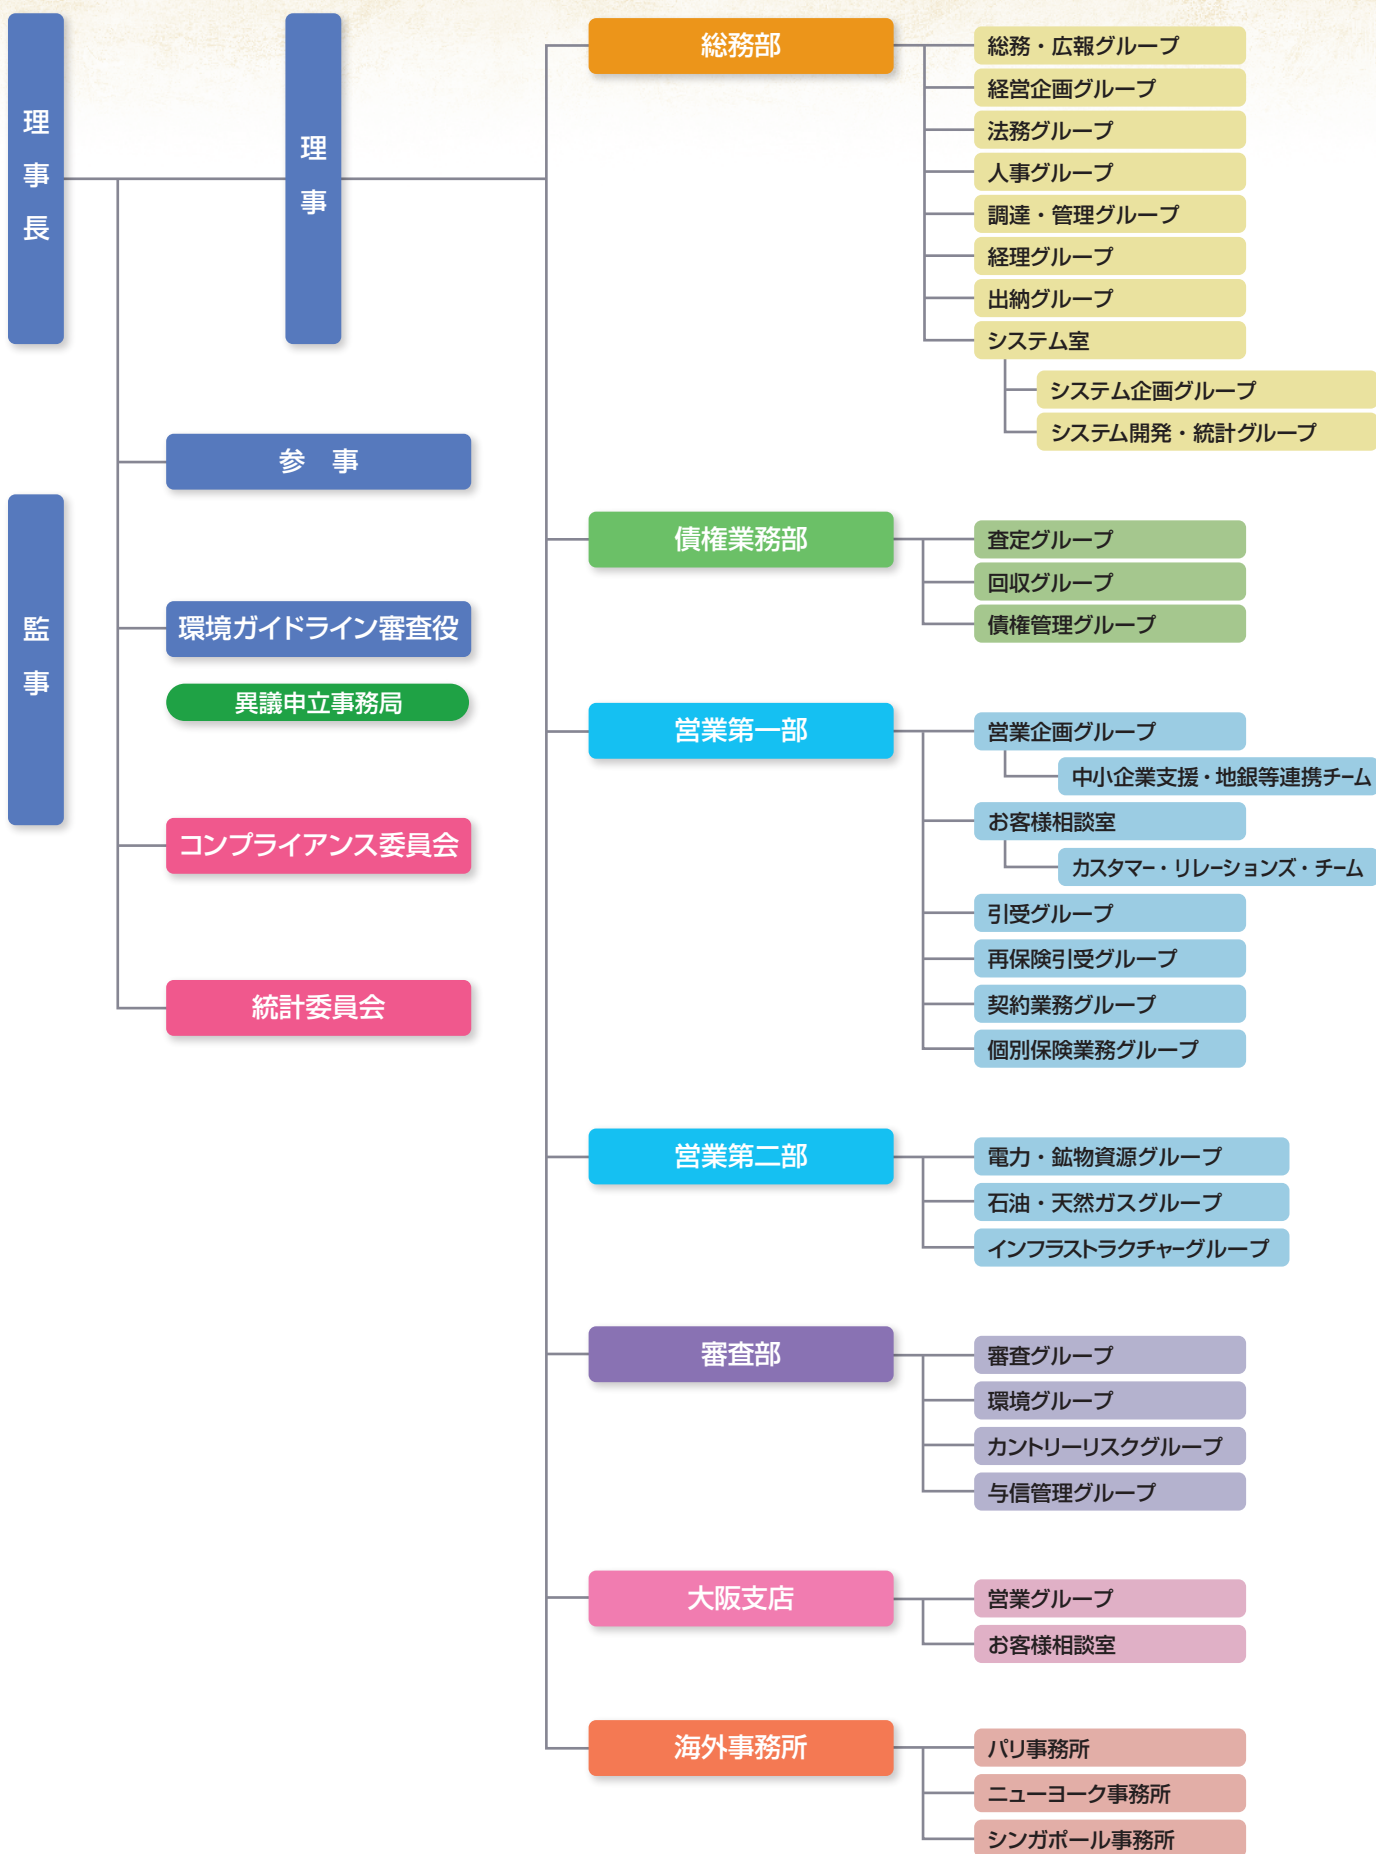 理事長
理事
監事
参　事
環境ガイドライン審査役
異議申立事務局
コンプライアンス委員会
統計委員会
総務部
総務・広報グループ
経営企画グループ
法務グループ
人事グループ
調達・管理グループ
経理グループ
出納グループ
システム室
システム企画グループ
システム開発・統計グループ
債権業務部
査定グループ
回収グループ
債権管理グループ
営業第一部
営業企画グループ
中小企業支援・地銀等連携チーム
お客様相談室
カスタマー・リレーションズ・チーム
引受グループ
再保険引受グループ
契約業務グループ
個別保険業務グループ
営業第二部
電力・鉱物資源グループ
石油・天然ガスグループ
インフラストラクチャーグループ
審査部
審査グループ
環境グループ
カントリーリスクグループ
与信管理グループ
大阪支店
営業グループ
お客様相談室
海外事務所
パリ事務所
ニューヨーク事務所
シンガポール事務所